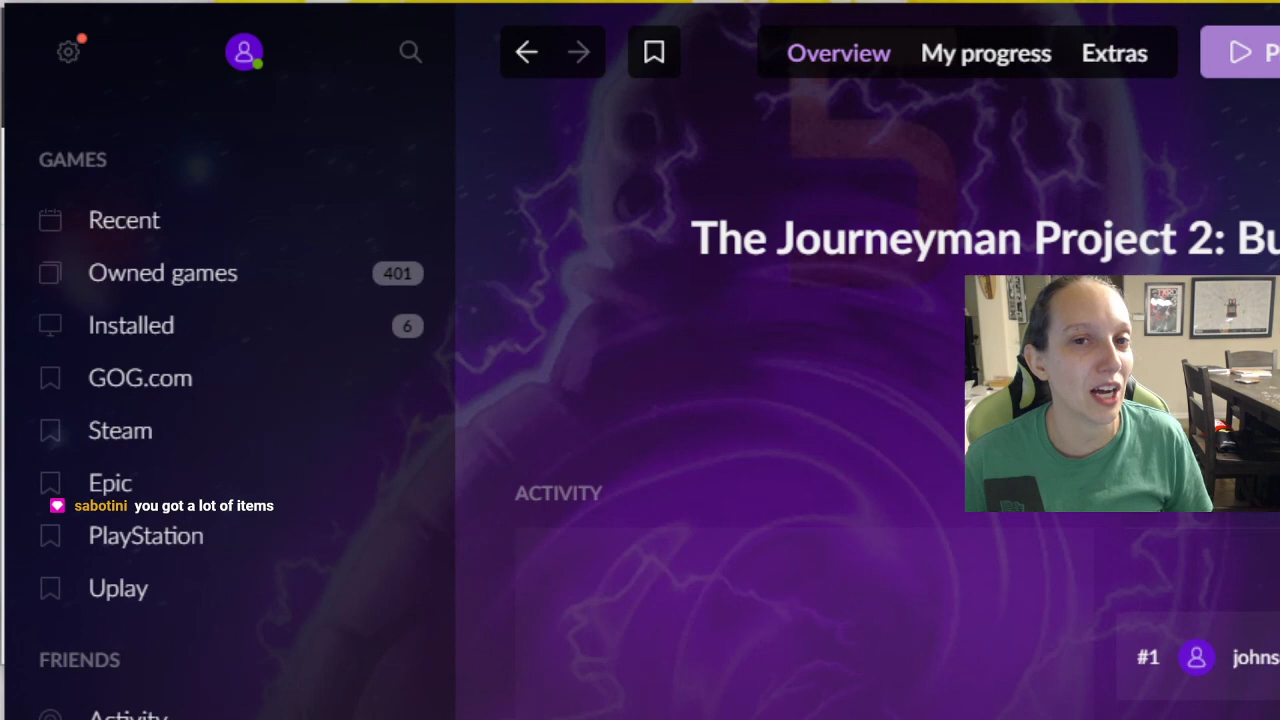 Overview My progress Extras
GAMES
Recent
Owned games 401
Installed 6
GOG.com
Steam
Epic
sabotini you got a lot of items
PlayStation
Uplay
FRIENDS
Activity
The Journeyman Project 2: Bu
ACTIVITY
#1 johns